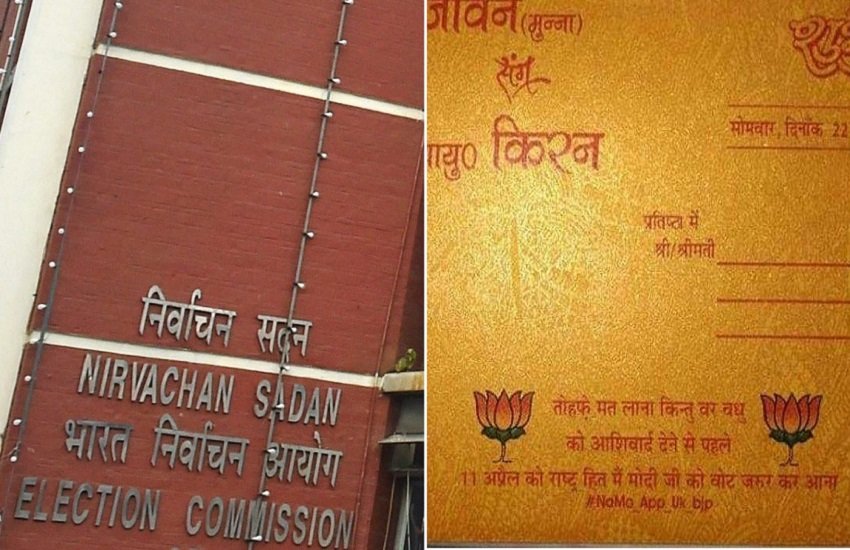 निर्वाचन सदन
NIRVACHAN SADAN
भारत निर्वाचन आयोग
ELECTION COMMISSION
(मुन्ना)
संग
किरन
सोमवार, दिनाँक 22
प्रतिष्ठा में
श्री/श्रीमती
तोहफे मत लाना किन्तु वर वधु
को आशिवार्द देने से पहले
11 अप्रैल को राष्ट्र हित में मोदी जी को वोट जरुर कर आना
#NaMo_App_Uk_bjp